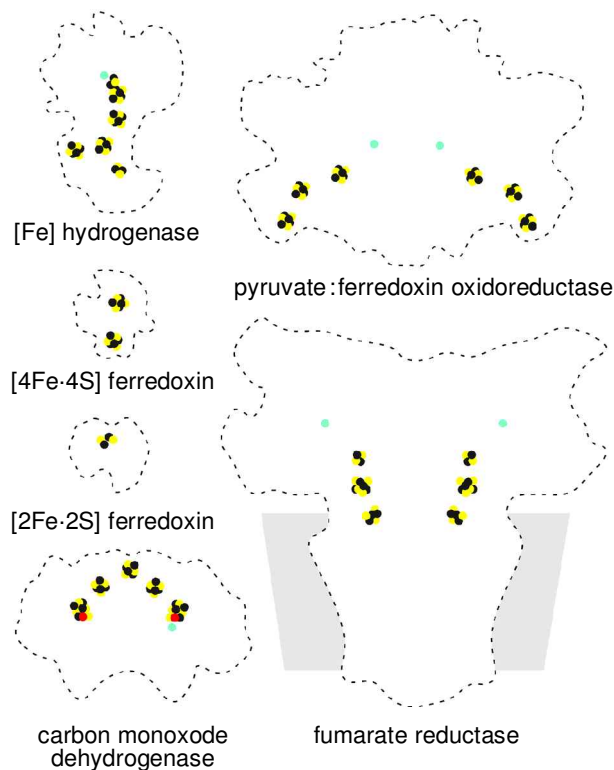 [Fe] hydrogenase
pyruvate:ferredoxin oxidoreductase
[4Fe·4S] ferredoxin
[2Fe·2S] ferredoxin
carbon monoxode
dehydrogenase
fumarate reductase